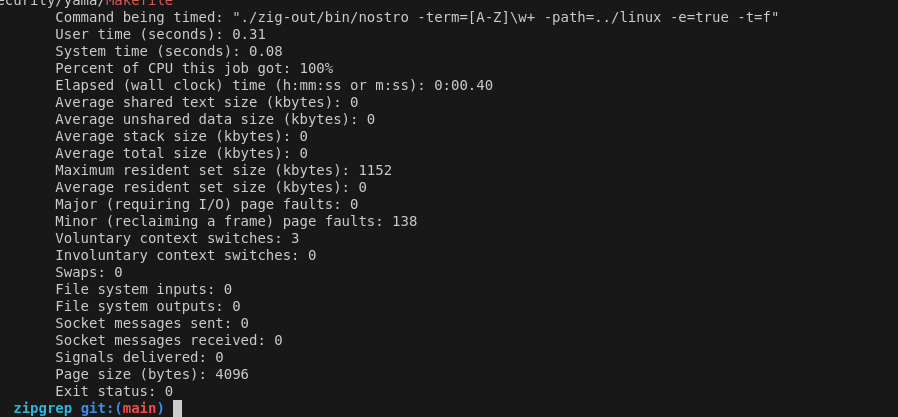 ecurity/yama/Makefile
Command being timed: "./zig-out/bin/nostro -term=[A-Z]\w+ -path=../linux -e=true -t=f"
User time (seconds): 0.31
System time (seconds): 0.08
Percent of CPU this job got: 100%
Elapsed (wall clock) time (h:mm:ss or m:ss): 0:00.40
Average shared text size (kbytes): 0
Average unshared data size (kbytes): 0
Average stack size (kbytes): 0
Average total size (kbytes): 0
Maximum resident set size (kbytes): 1152
Average resident set size (kbytes): 0
Major (requiring I/O) page faults: 0
Minor (reclaiming a frame) page faults: 138
Voluntary context switches: 3
Involuntary context switches: 0
Swaps: 0
File system inputs: 0
File system outputs: 0
Socket messages sent: 0
Socket messages received: 0
Signals delivered: 0
Page size (bytes): 4096
Exit status: 0
zipgrep git:(main)